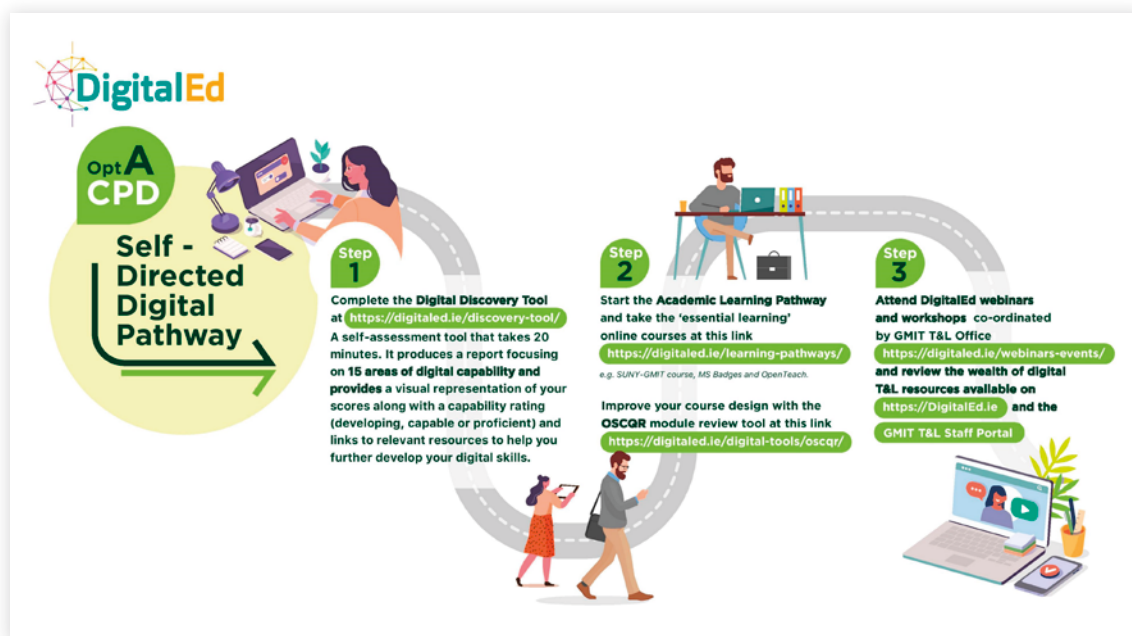 DigitalEd
Opt A
CPD
Self -
Directed
Digital
Pathway
Step
1
Complete the Digital Discovery Tool
at https://digitaled.ie/discovery-tool/
A self-assessment tool that takes 20
minutes. It produces a report focusing
on 15 areas of digital capability and
provides a visual representation of your
scores along with a capability rating
(developing, capable or proficient) and
links to relevant resources to help you
further develop your digital skills.
Step
2
Start the Academic Learning Pathway
and take the ‘essential learning’
online courses at this link
https://digitaled.ie/learning-pathways/
e.g. SUNY-GMIT course, MS Badges and OpenTeach.
Improve your course design with the
OSCQR module review tool at this link
https://digitaled.ie/digital-tools/oscqr/
Step
3
Attend DigitalEd webinars
and workshops co-ordinated
by GMIT T&L Office
https://digitaled.ie/webinars-events/
and review the wealth of digital
T&L resources available on
https://DigitalEd.ie and the
GMIT T&L Staff Portal